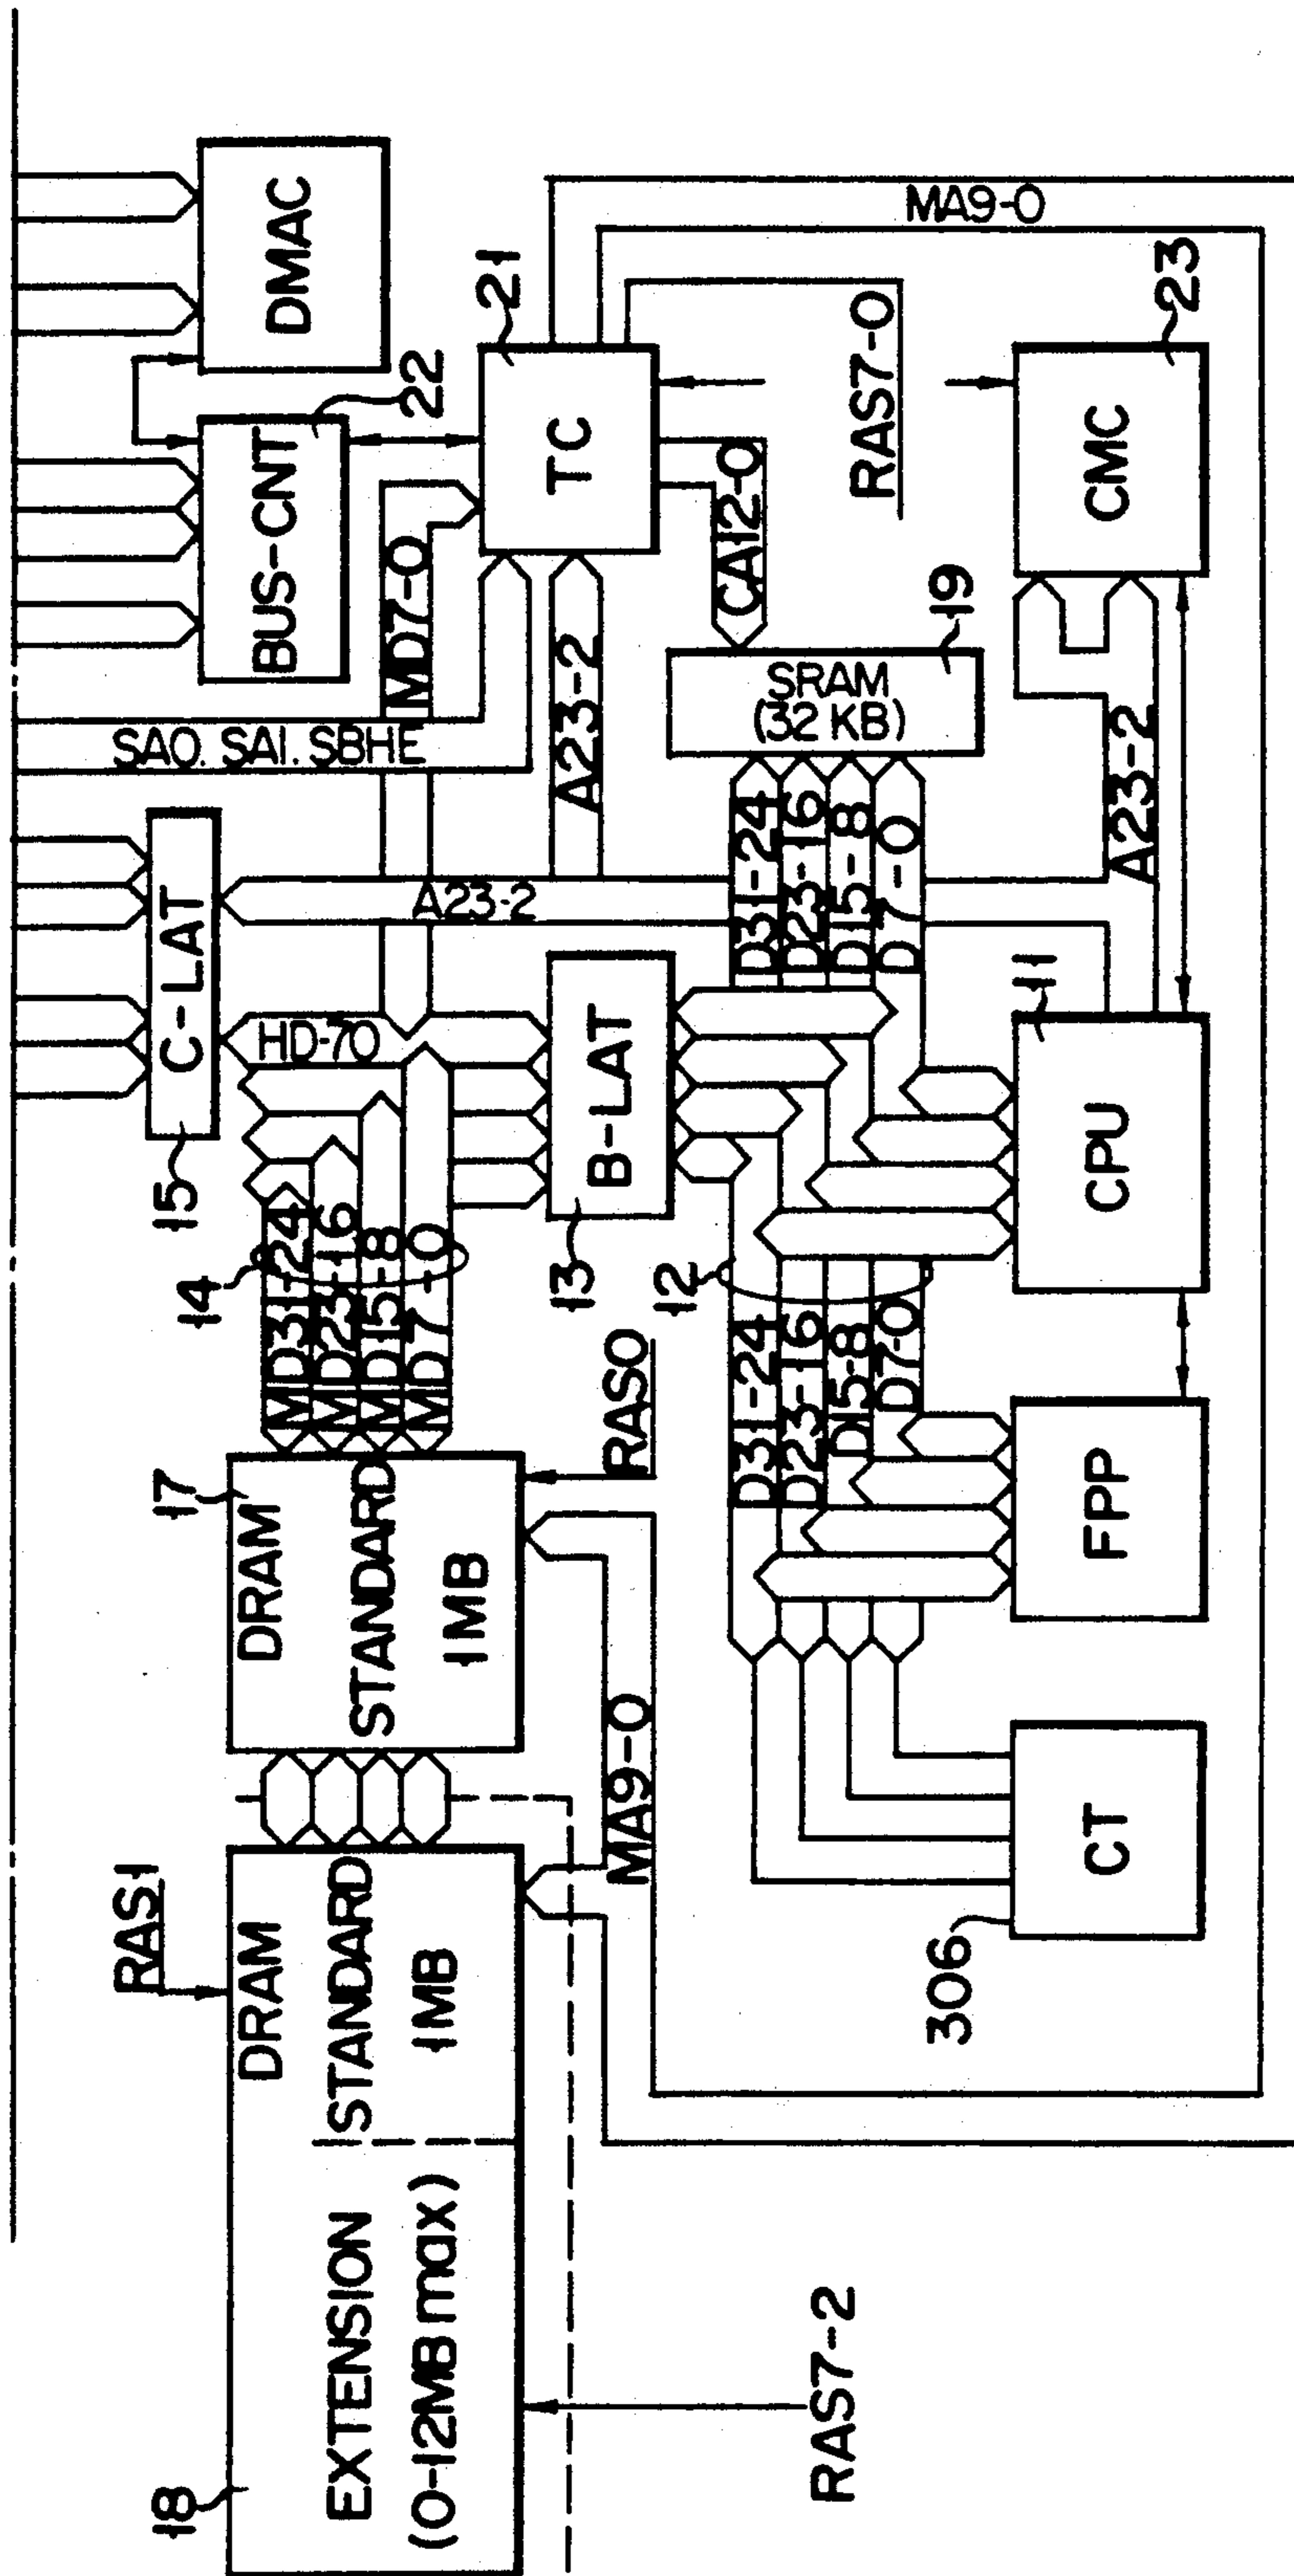 18
EXTENSION
(0-12MB max)
RAS1
DRAM
STANDARD
1MB
RAS7-2
17
DRAM
STANDARD
1MB
MA9-0
RAS0
14
MD31-24
MD23-16
MD15-8
MD7-0
15
C-LAT
HD-70
A23-2
SA0. SA1. SBHE
MD7-0
BUS-CNT
22
DMAC
13
B-LAT
A23-2
TC
21
MA9-0
12
D31-24
D23-16
D15-8
D7-0
D31-24
D23-16
D15-8
D7-0
SRAM
(32 KB)
19
CA12-0
RAS7-0
306
CT
FPP
CPU
11
A23-2
CMC
23